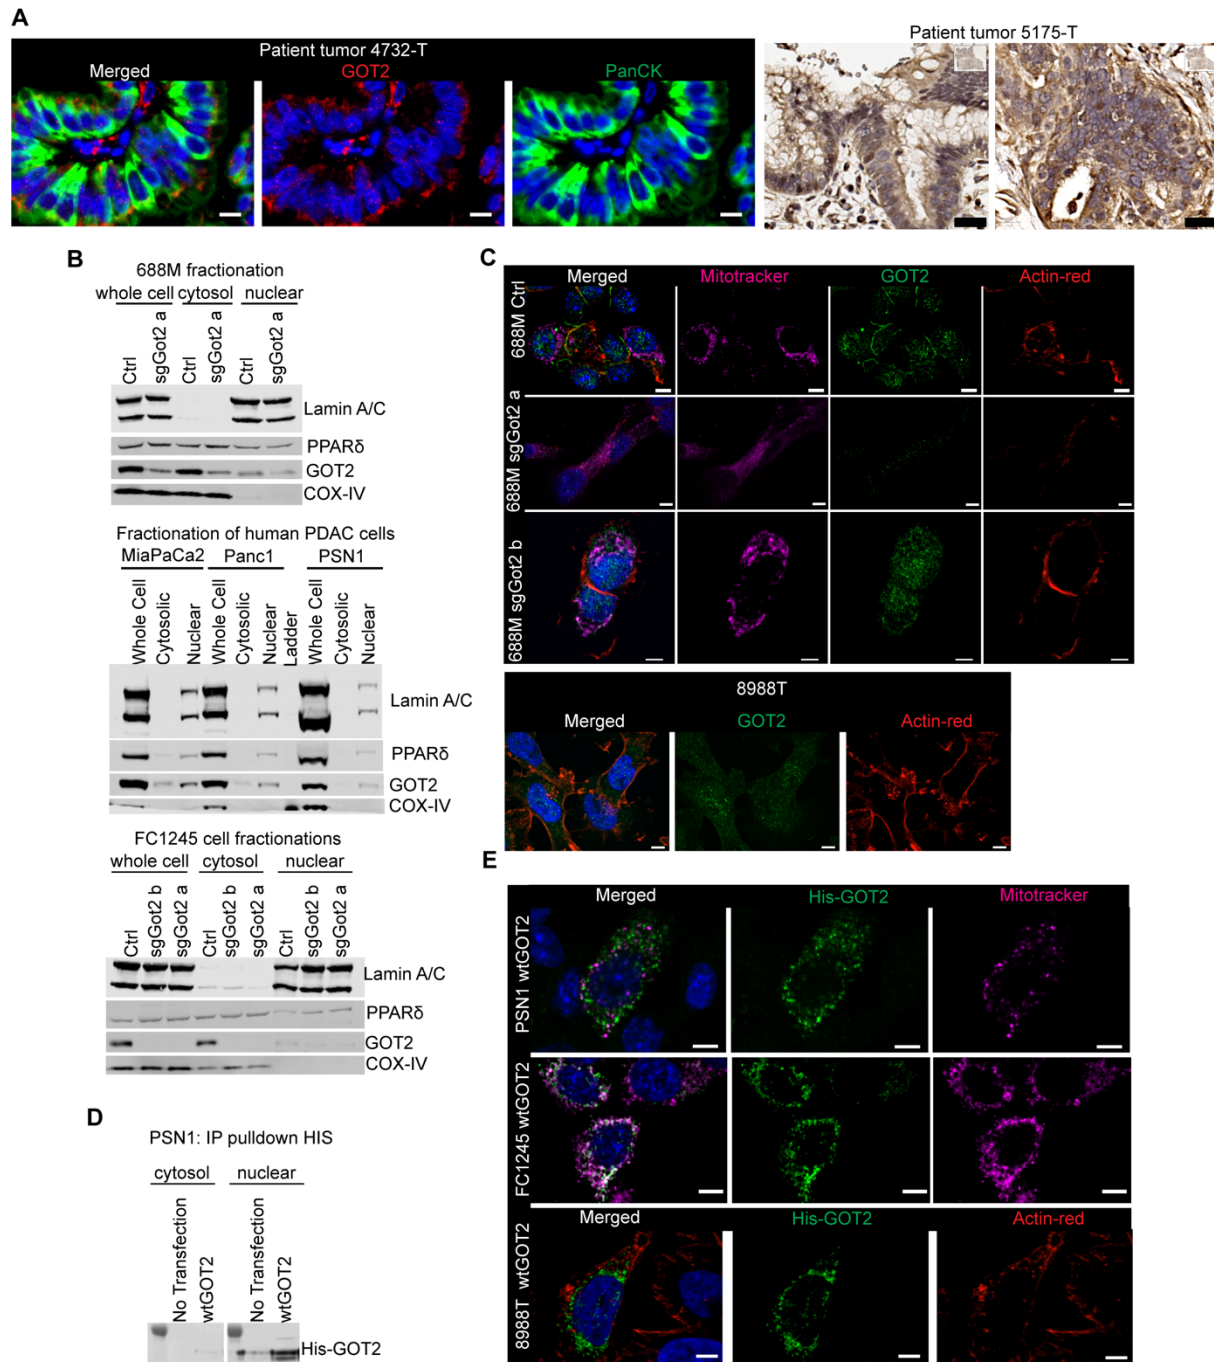 A
Patient tumor 4732-T
Merged
GOT2
PanCK
Patient tumor 5175-T
B
688M fractionation
whole cell cytosol nuclear
Ctrl
sgGot2 a
Ctrl
sgGot2 a
Ctrl
sgGot2 a
Lamin A/C
PPARδ
GOT2
COX-IV
Fractionation of human PDAC cells
MiaPaCa2 Panc1 PSN1
Whole Cell
Cytosolic
Nuclear
Whole Cell
Cytosolic
Nuclear
Ladder
Whole Cell
Cytosolic
Nuclear
Lamin A/C
PPARδ
GOT2
COX-IV
FC1245 cell fractionations
whole cell cytosol nuclear
Ctrl
sgGot2 b
sgGot2 a
Ctrl
sgGot2 b
sgGot2 a
Ctrl
sgGot2 b
sgGot2 a
Lamin A/C
PPARδ
GOT2
COX-IV
C
Merged
Mitotracker
GOT2
Actin-red
688M Ctrl
688M sgGot2 a
688M sgGot2 b
8988T
Merged
GOT2
Actin-red
D
PSN1: IP pulldown HIS
cytosol nuclear
No Transfection
wtGOT2
No Transfection
wtGOT2
His-GOT2
E
Merged
His-GOT2
Mitotracker
PSN1 wtGOT2
FC1245 wtGOT2
Merged
His-GOT2
Actin-red
8988T wtGOT2